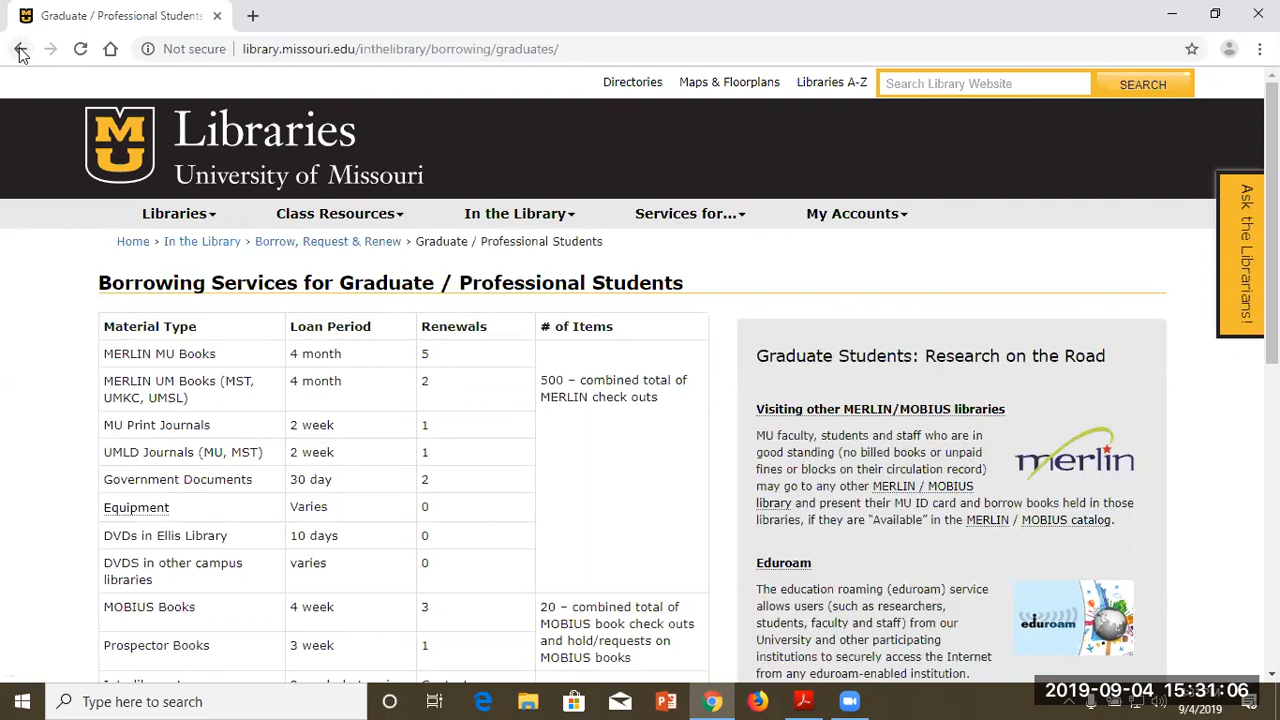 Graduate / Professional Students
Not secure
library.missouri.edu/inthelibrary/borrowing/graduates/
Directories
Maps & Floorplans
Libraries A-Z
Search Library Website
SEARCH
MU
Libraries
University of Missouri
Libraries
Class Resources
In the Library
Services for...
My Accounts
Ask the Librarians!
Home › In the Library › Borrow, Request & Renew › Graduate / Professional Students
Borrowing Services for Graduate / Professional Students
Material Type Loan Period Renewals # of Items
MERLIN MU Books 4 month 5
MERLIN UM Books (MST,
UMKC, UMSL) 4 month 2
500 – combined total of
MERLIN check outs
MU Print Journals 2 week 1
UMLD Journals (MU, MST) 2 week 1
Government Documents 30 day 2
Equipment Varies 0
DVDs in Ellis Library 10 days 0
DVDS in other campus
libraries varies 0
MOBIUS Books 4 week 3
20 – combined total of
MOBIUS book check outs
and hold/requests on
MOBIUS books
Prospector Books 3 week 1
Graduate Students: Research on the Road
Visiting other MERLIN/MOBIUS libraries
MU faculty, students and staff who are in
good standing (no billed books or unpaid
fines or blocks on their circulation record)
may go to any other MERLIN / MOBIUS
library and present their MU ID card and borrow books held in those
libraries, if they are “Available” in the MERLIN / MOBIUS catalog.
merlin
Eduroam
The education roaming (eduroam) service
allows users (such as researchers,
students, faculty and staff) from our
University and other participating
institutions to securely access the Internet
from any eduroam-enabled institution.
eduroam
Type here to search
2019-09-04 15:31:06
9/4/2019